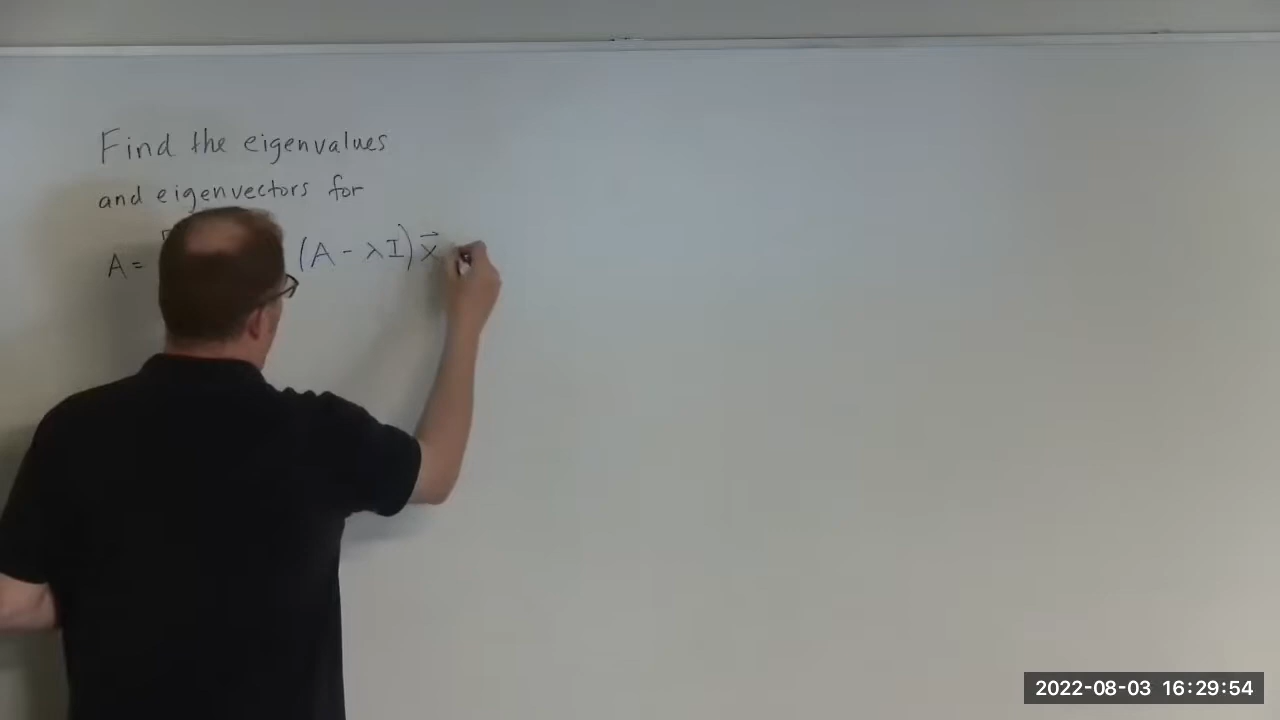 Find the eigenvalues
and eigenvectors for
A = (A - λI) x⃗
2022-08-03 16:29:54